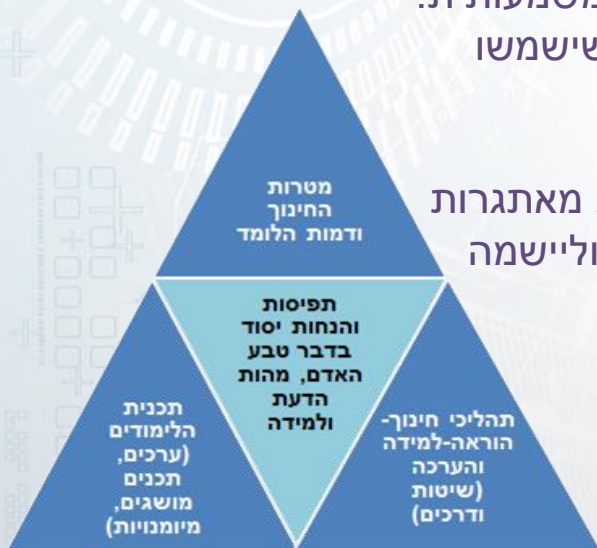 משמעותית.
שישמשו
מאתגרות
וליישמה
מטרות
החינוך
ודמות הלומד
תפיסות
והנחות יסוד
בדבר טבע
האדם, מהות
הדעת
ולמידה
תהליכי חינוך-
הוראה-למידה
והערכה
(שיטות
ודרכים)
תכנית
הלימודים
(ערכים,
תכנים
מושגים,
מיומנויות)